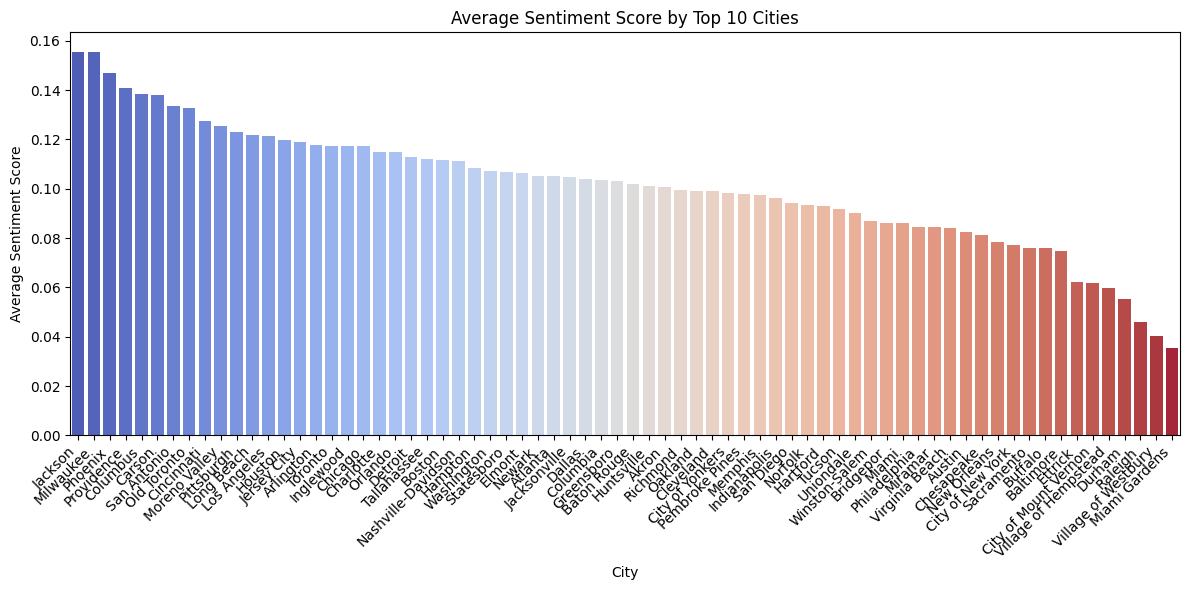 Average Sentiment Score by Top 10 Cities
Average Sentiment Score
0.16
0.14
0.12
0.10
0.08
0.06
0.04
0.02
0.00
Jackson
Milwaukee
Phoenix
Providence
Columbus
Carson
San Antonio
Old Toronto
Cincinnati
Moreno Valley
Pittsburgh
Long Beach
Los Angeles
Houston
Jersey City
Arlington
Toronto
Inglewood
Chicago
Charlotte
Orlando
Detroit
Tallahassee
Boston
Nashville-Davidson
Hampton
Washington
Statesboro
Elmont
Newark
Atlanta
Jacksonville
Dallas
Columbia
Greensboro
Baton Rouge
Huntsville
Akron
Richmond
Oakland
Cleveland
City of Yonkers
Pembroke Pines
Memphis
Indianapolis
San Diego
Norfolk
Hartford
Tucson
Uniondale
Winston-Salem
Bridgeport
Miami
Philadelphia
Miramar
Virginia Beach
Austin
Chesapeake
New Orleans
City of New York
Sacramento
Buffalo
Baltimore
Ettrick
City of Mount Vernon
Village of Hempstead
Durham
Raleigh
Village of Westbury
Miami Gardens
City